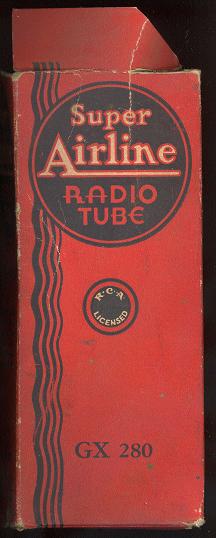 Super
Airline
RADIO
TUBE
R·C·A
LICENSED
GX 280